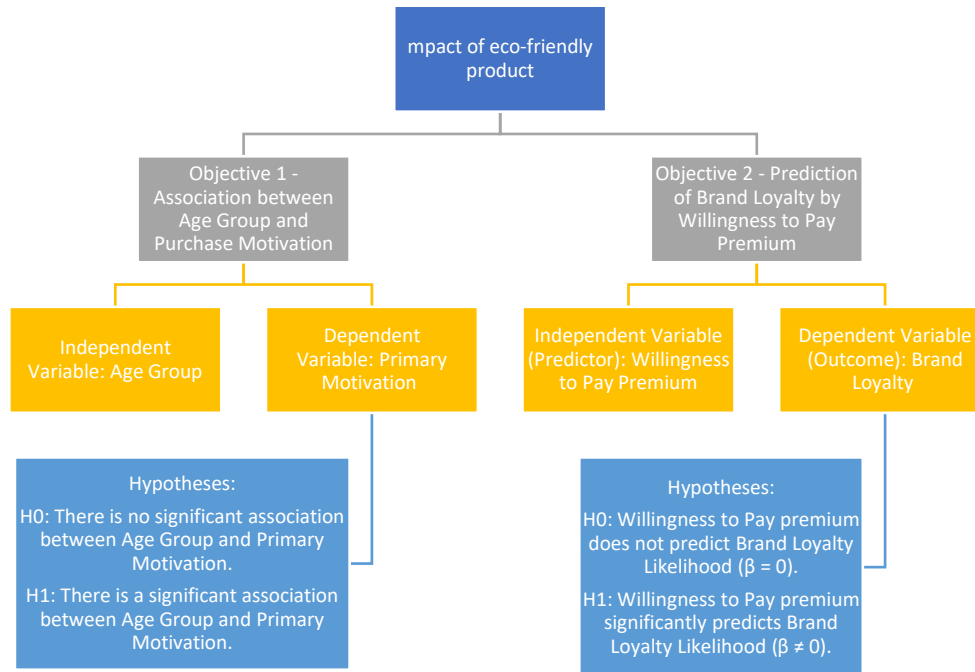 mpact of eco-friendly
product
Objective 1 -
Association between
Age Group and
Purchase Motivation
Objective 2 - Prediction
of Brand Loyalty by
Willingness to Pay
Premium
Independent
Variable: Age Group
Dependent
Variable: Primary
Motivation
Independent Variable
(Predictor): Willingness
to Pay Premium
Dependent Variable
(Outcome): Brand
Loyalty
Hypotheses:
H0: There is no significant association
between Age Group and Primary
Motivation.
H1: There is a significant association
between Age Group and Primary
Motivation.
Hypotheses:
H0: Willingness to Pay premium
does not predict Brand Loyalty
Likelihood (β = 0).
H1: Willingness to Pay premium
significantly predicts Brand
Loyalty Likelihood (β ≠ 0).